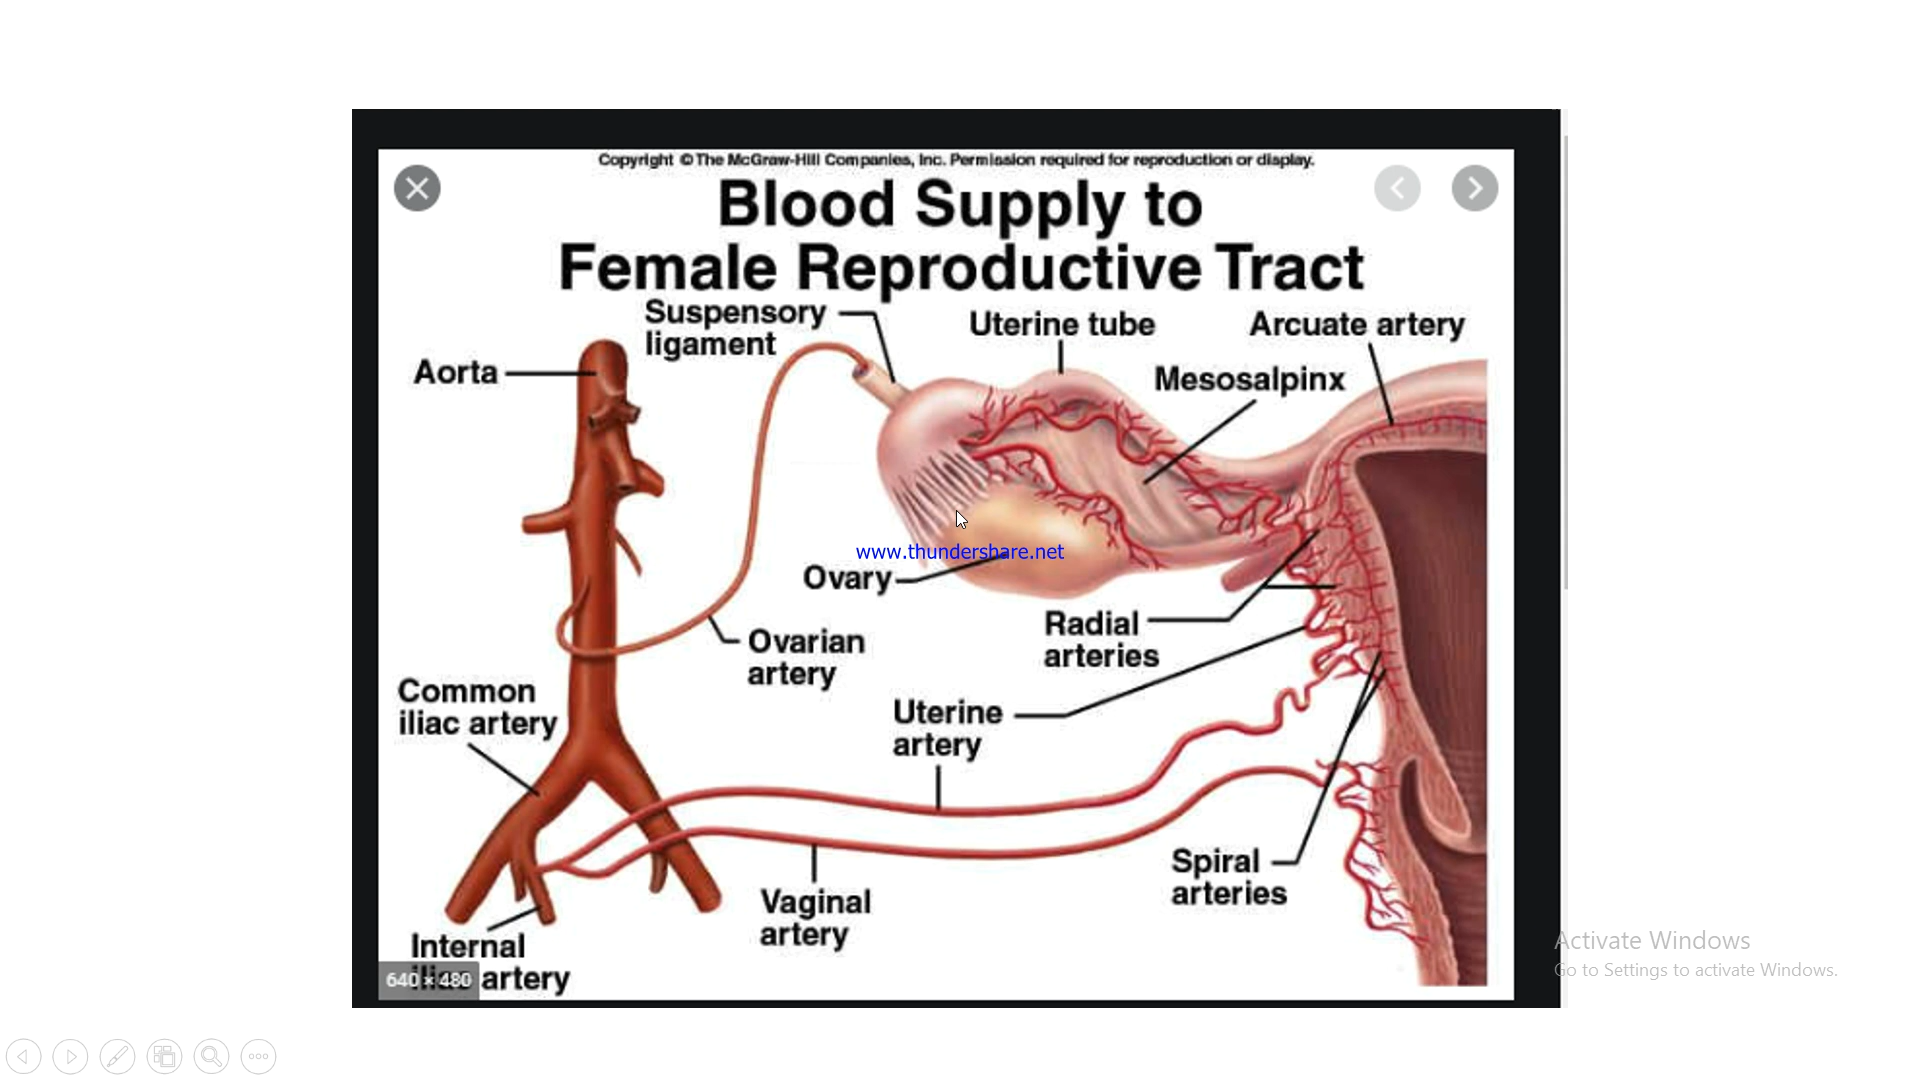 Copyright © The McGraw-Hill Companies, Inc. Permission required for reproduction or display.
Blood Supply to
Female Reproductive Tract
Suspensory
ligament
Uterine tube
Arcuate artery
Aorta
Mesosalpinx
www.thundershare.net
Ovary
Radial
arteries
Ovarian
artery
Common
iliac artery
Uterine
artery
Spiral
arteries
Vaginal
artery
Internal
iliac artery
640 × 480
Activate Windows
Go to Settings to activate Windows.